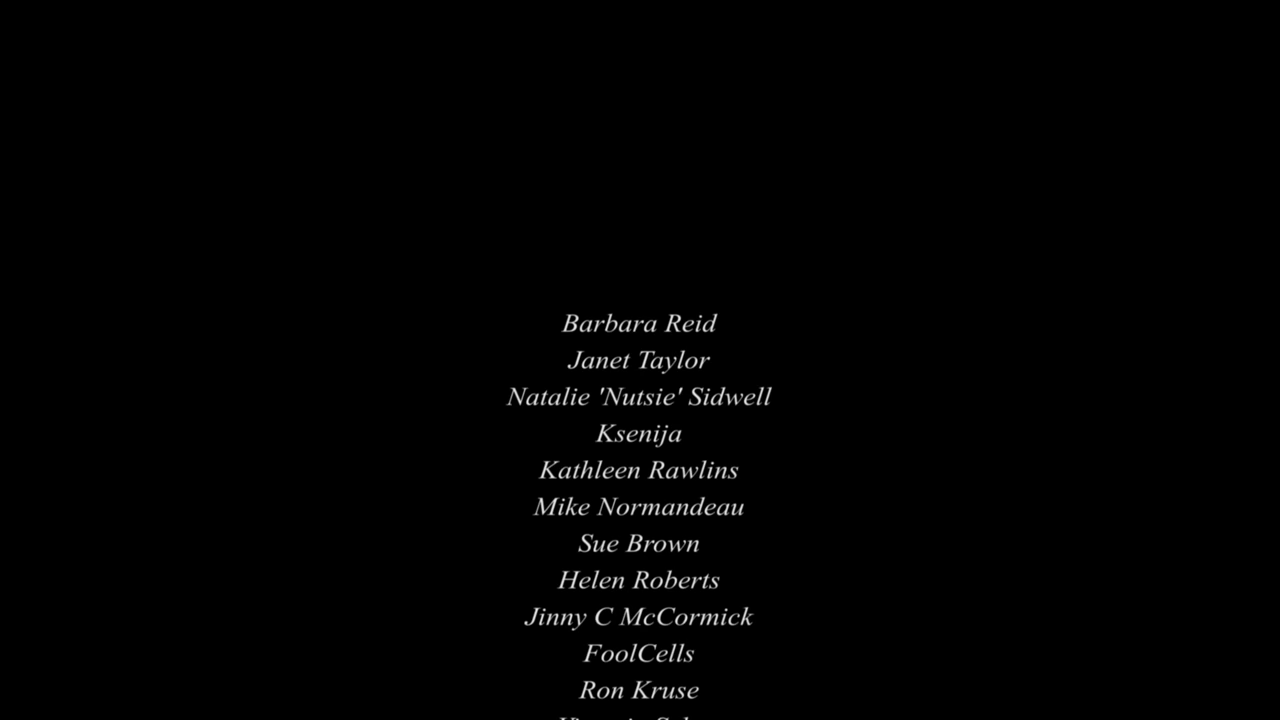 Barbara Reid
Janet Taylor
Natalie 'Nutsie' Sidwell
Ksenija
Kathleen Rawlins
Mike Normandeau
Sue Brown
Helen Roberts
Jinny C McCormick
FoolCells
Ron Kruse